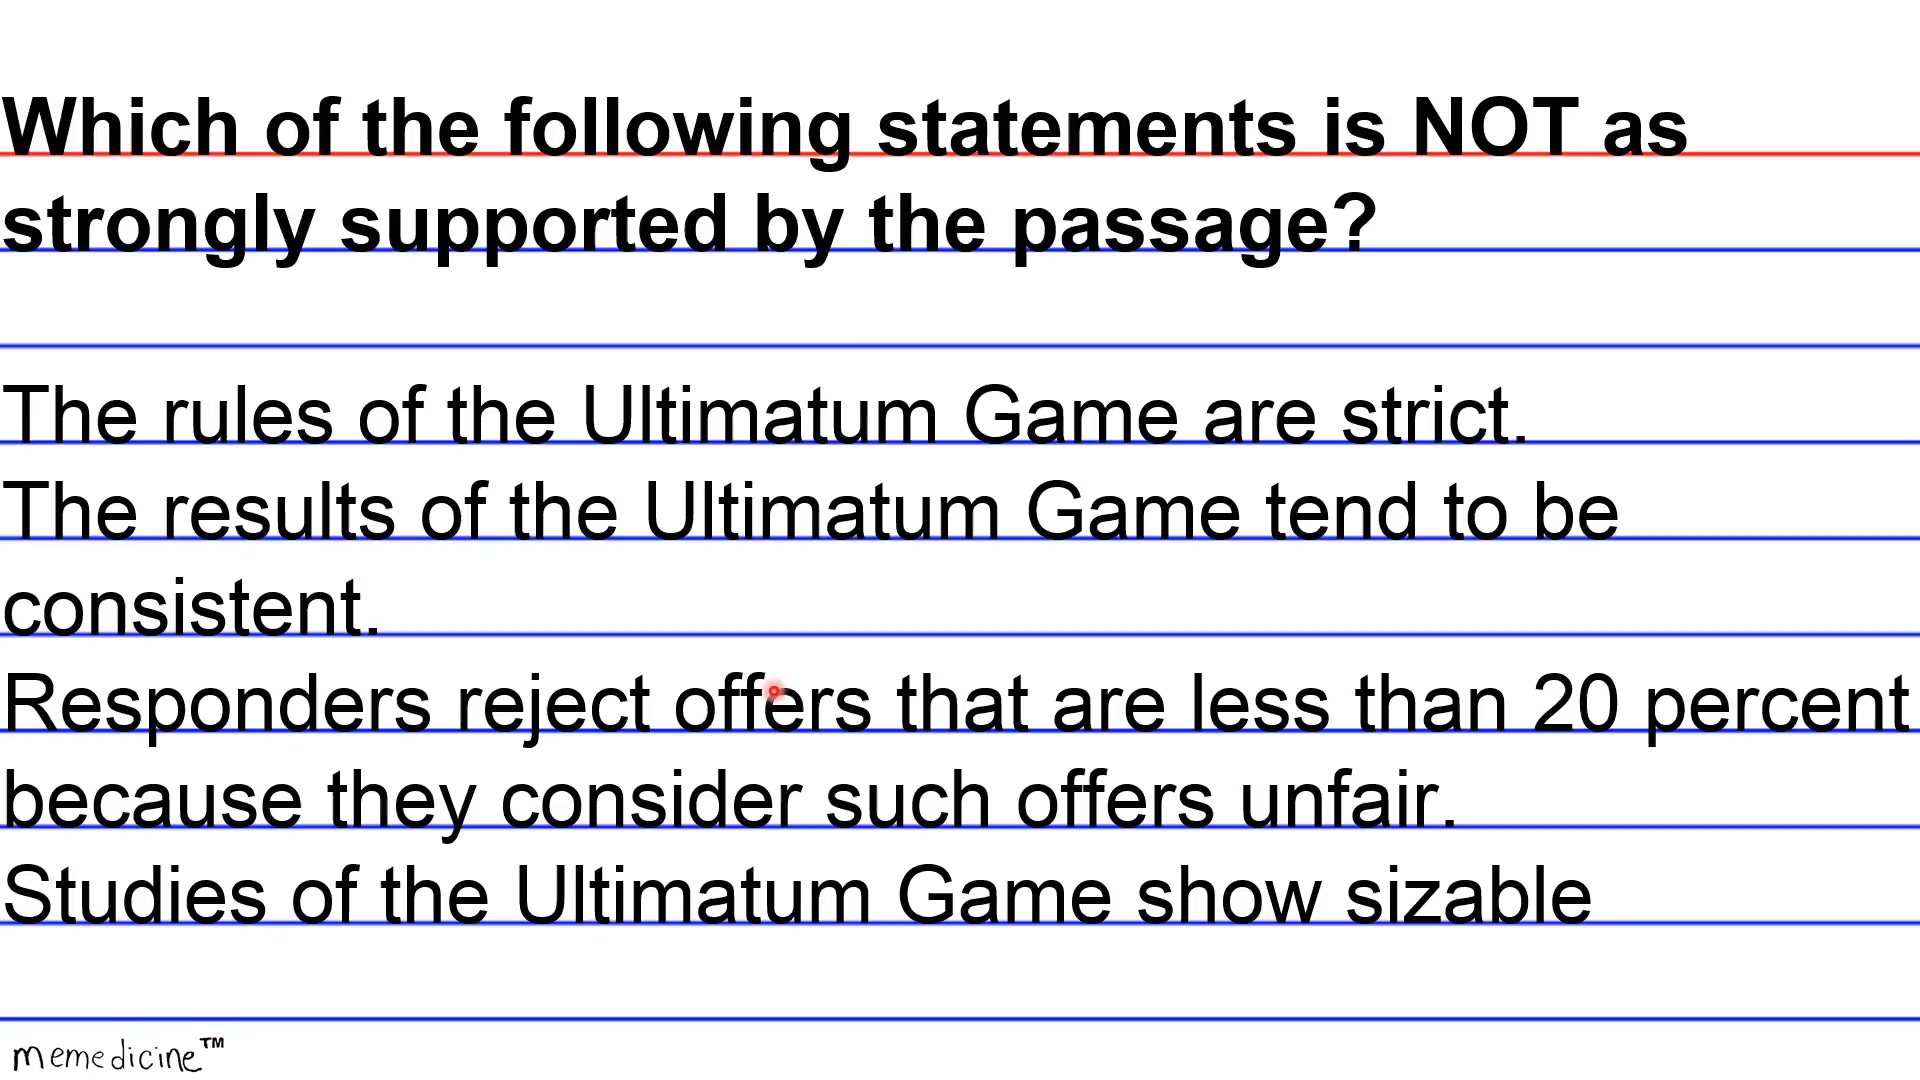 Which of the following statements is NOT as
strongly supported by the passage?
The rules of the Ultimatum Game are strict.
The results of the Ultimatum Game tend to be
consistent.
Responders reject offers that are less than 20 percent
because they consider such offers unfair.
Studies of the Ultimatum Game show sizable
memedicine™